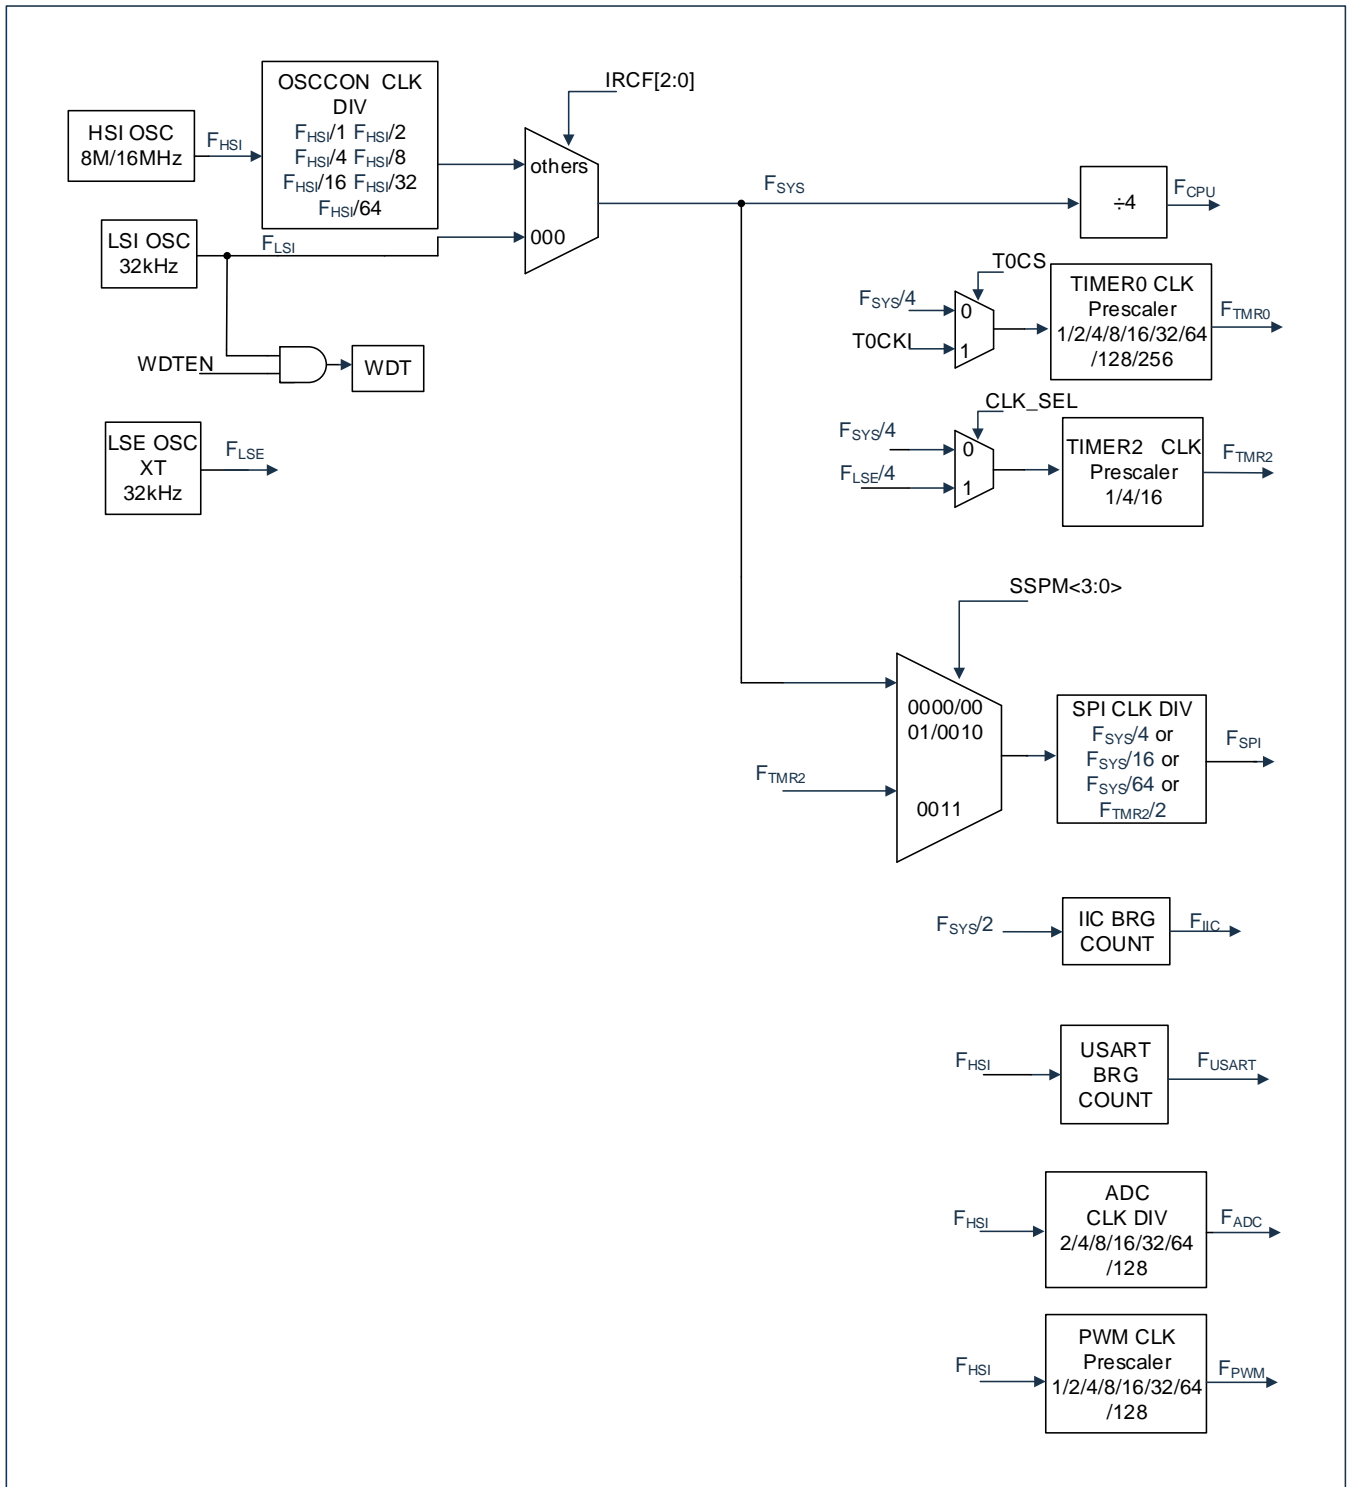 OSCCON CLK
DIV
FHSI/1 FHSI/2
FHSI/4 FHSI/8
FHSI/16 FHSI/32
FHSI/64
IRCF[2:0]
HSI OSC
8M/16MHz
FHSI
others
000
LSI OSC
32kHz
FLSI
WDTEN
WDT
LSE OSC
XT
32kHz
FLSE
FSYS
÷4
FCPU
T0CS
FSYS/4
T0CKI
0
1
TIMER0 CLK
Prescaler
1/2/4/8/16/32/64
/128/256
FTMR0
CLK_SEL
FSYS/4
FLSE/4
0
1
TIMER2 CLK
Prescaler
1/4/16
FTMR2
SSPM<3:0>
0000/00
01/0010
0011
FTMR2
SPI CLK DIV
FSYS/4 or
FSYS/16 or
FSYS/64 or
FTMR2/2
FSPI
FSYS/2
IIC BRG
COUNT
FIIC
FHSI
USART
BRG
COUNT
FUSART
FHSI
ADC
CLK DIV
2/4/8/16/32/64
/128
FADC
FHSI
PWM CLK
Prescaler
1/2/4/8/16/32/64
/128
FPWM